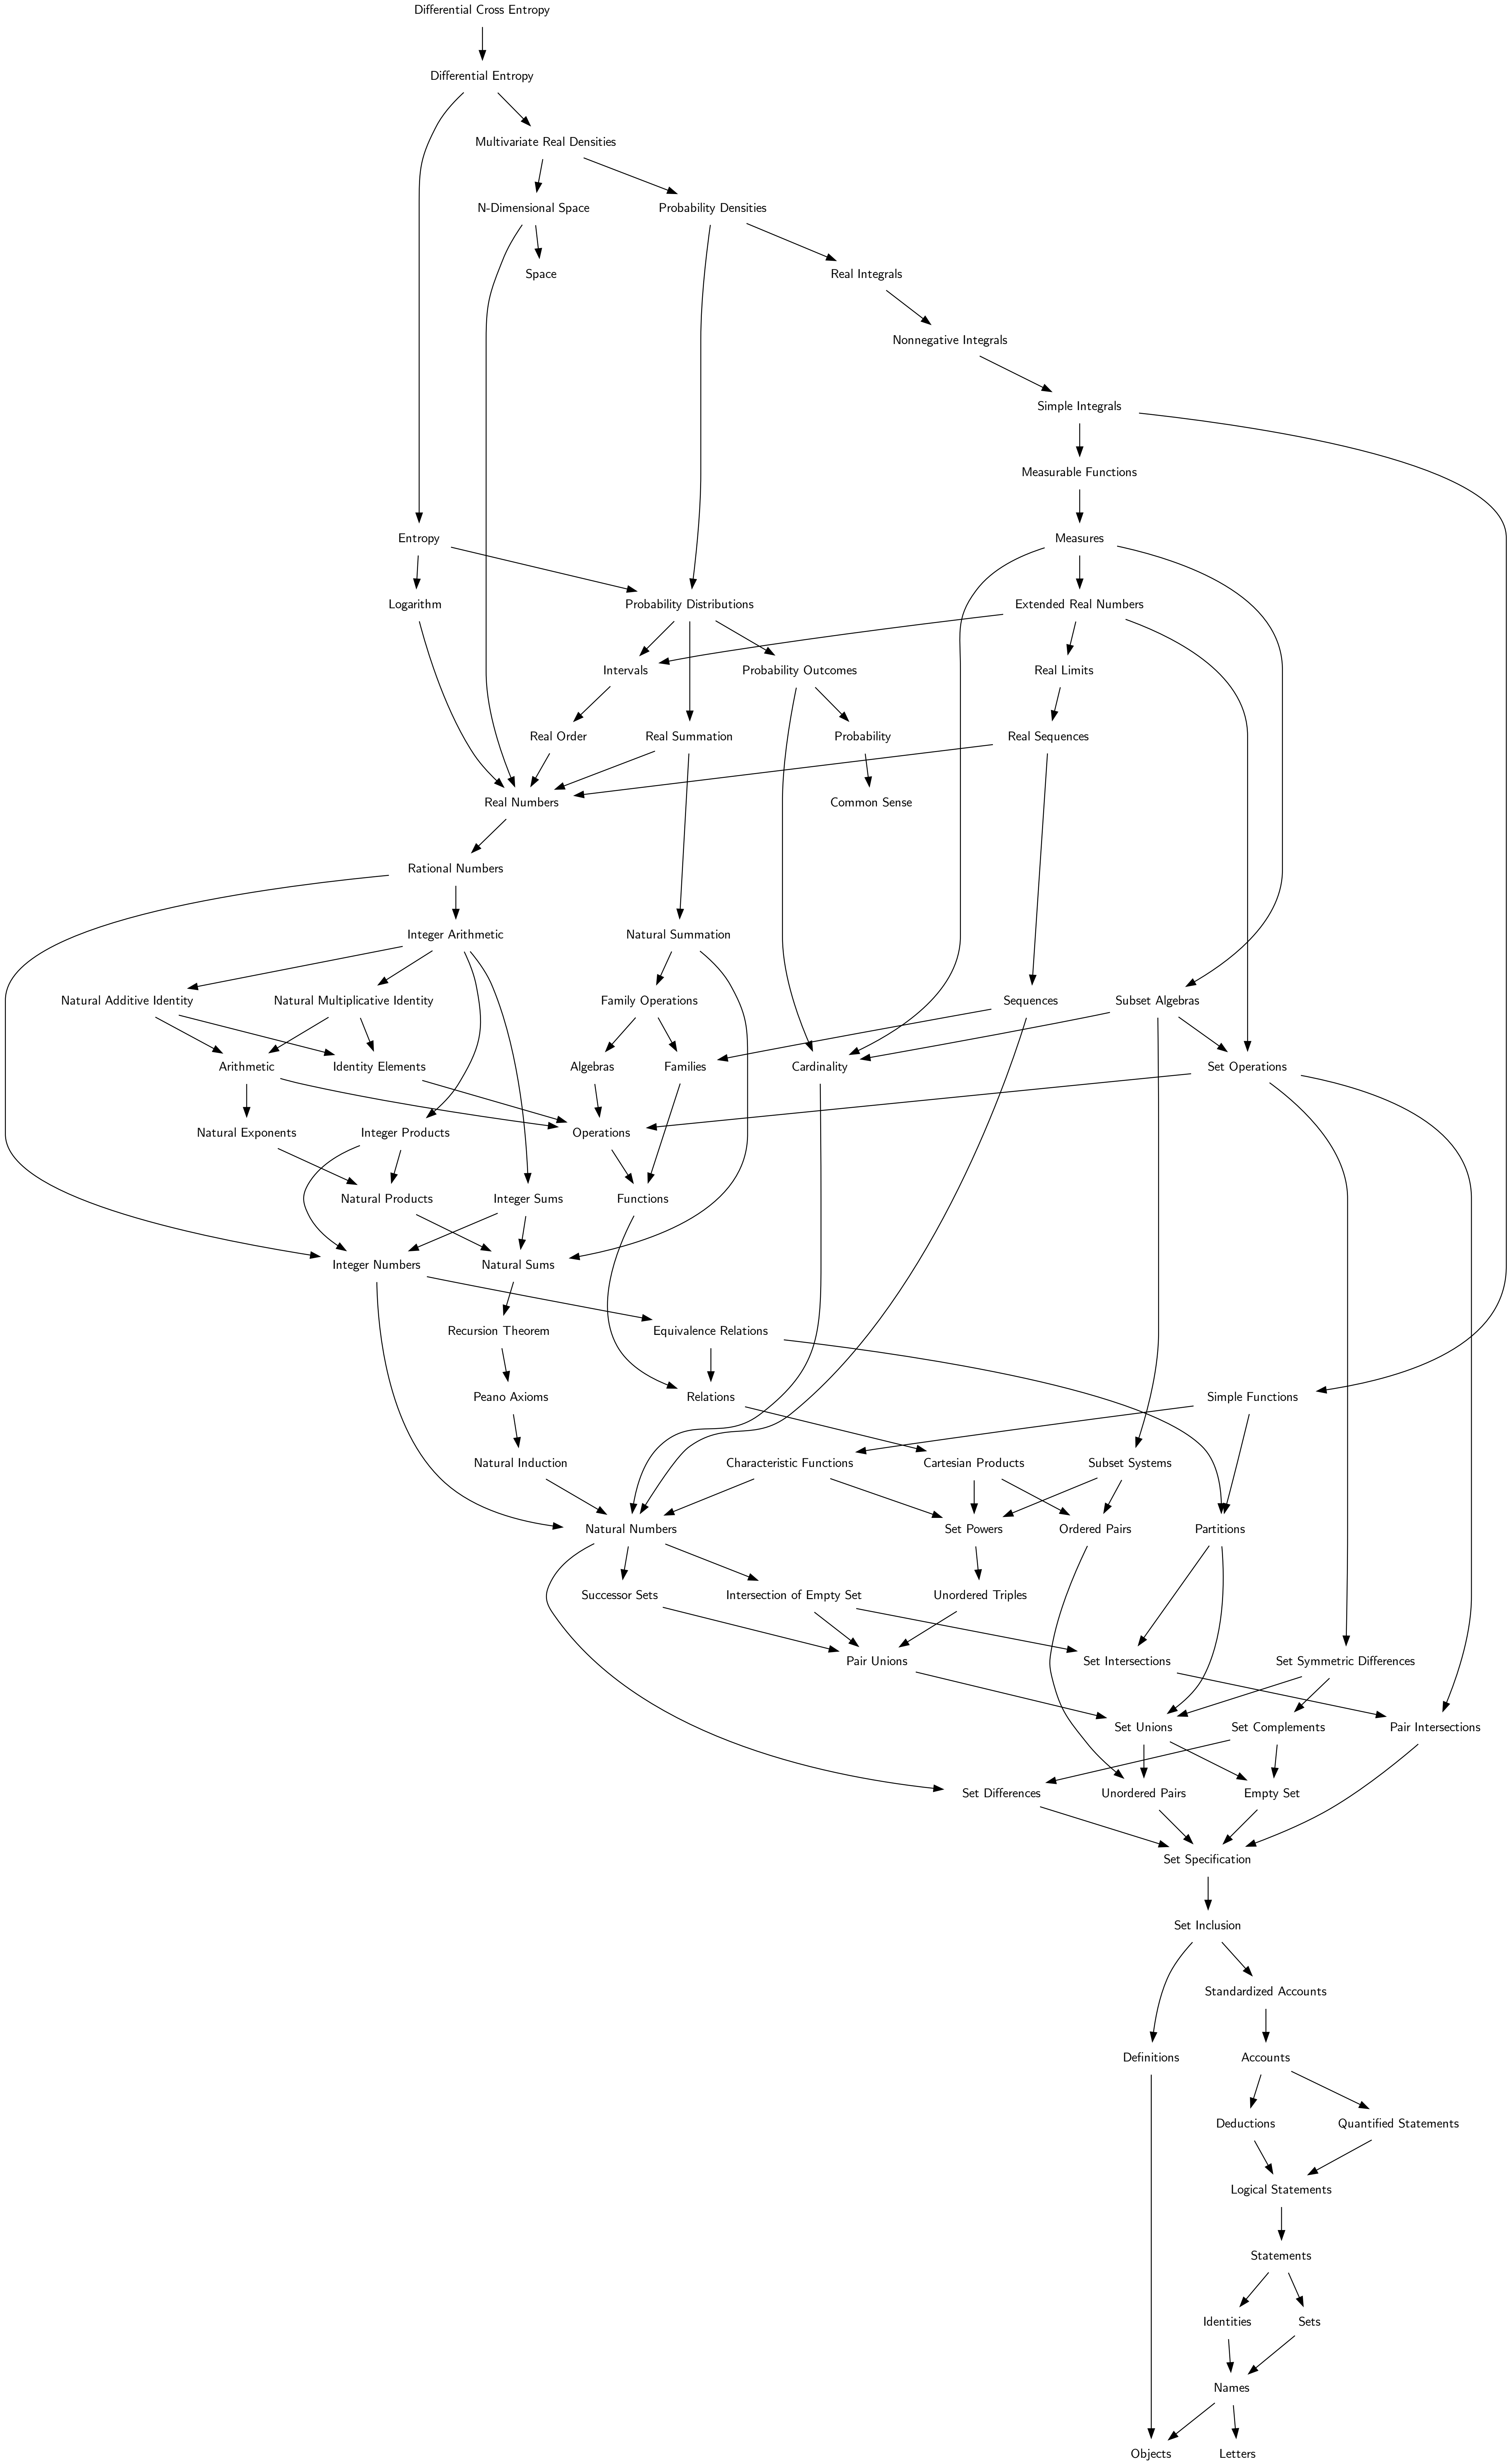 Differential Cross Entropy
Differential Entropy
Multivariate Real Densities
N-Dimensional Space
Probability Densities
Space
Real Integrals
Nonnegative Integrals
Simple Integrals
Measurable Functions
Entropy
Measures
Logarithm
Probability Distributions
Extended Real Numbers
Intervals
Probability Outcomes
Real Limits
Real Order
Real Summation
Probability
Real Sequences
Real Numbers
Common Sense
Rational Numbers
Integer Arithmetic
Natural Summation
Natural Additive Identity
Natural Multiplicative Identity
Family Operations
Sequences
Subset Algebras
Arithmetic
Identity Elements
Algebras
Families
Cardinality
Set Operations
Natural Exponents
Integer Products
Operations
Natural Products
Integer Sums
Functions
Integer Numbers
Natural Sums
Recursion Theorem
Equivalence Relations
Peano Axioms
Relations
Simple Functions
Natural Induction
Characteristic Functions
Cartesian Products
Subset Systems
Natural Numbers
Set Powers
Ordered Pairs
Partitions
Successor Sets
Intersection of Empty Set
Unordered Triples
Pair Unions
Set Intersections
Set Symmetric Differences
Set Unions
Set Complements
Pair Intersections
Set Differences
Unordered Pairs
Empty Set
Set Specification
Set Inclusion
Standardized Accounts
Definitions
Accounts
Deductions
Quantified Statements
Logical Statements
Statements
Identities
Sets
Names
Objects
Letters